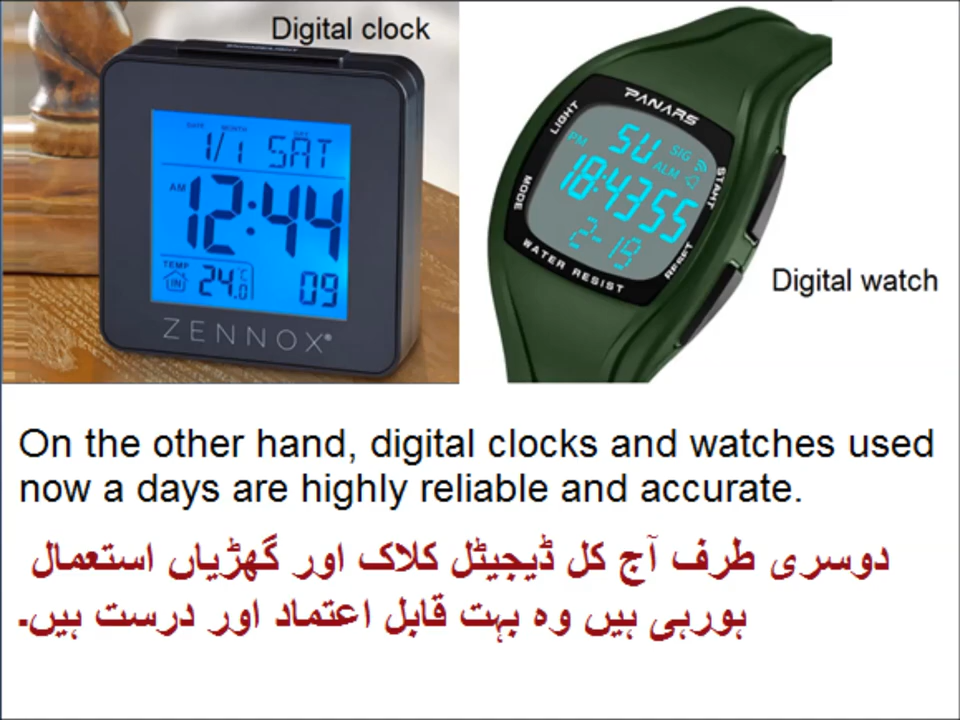 Digital clock
SNOOZE/LIGHT
DATE MONTH DAY
1/1 SAT
AM 12:44
TEMP
IN 24.0°C 09
ZENNOX®
PANARS
LIGHT
MODE
START
RESET
WATER RESIST
SU
SIG
PM
ALM
18:43 55
2-19
Digital watch
On the other hand, digital clocks and watches used
now a days are highly reliable and accurate.
دوسری طرف آج کل ڈیجیٹل کلاک اور گھڑیاں استعمال
ہورہی ہیں وہ بہت قابل اعتماد اور درست ہیں۔